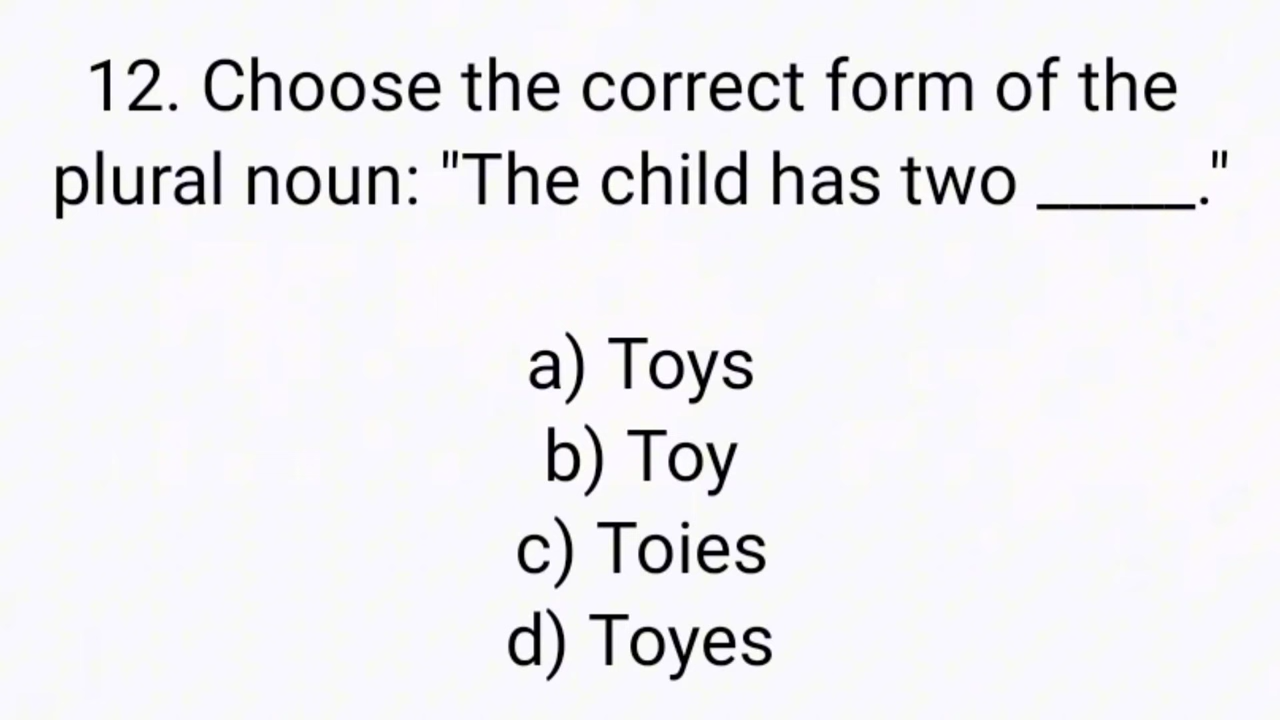 12. Choose the correct form of the
plural noun: "The child has two _____."
a) Toys
b) Toy
c) Toies
d) Toyes